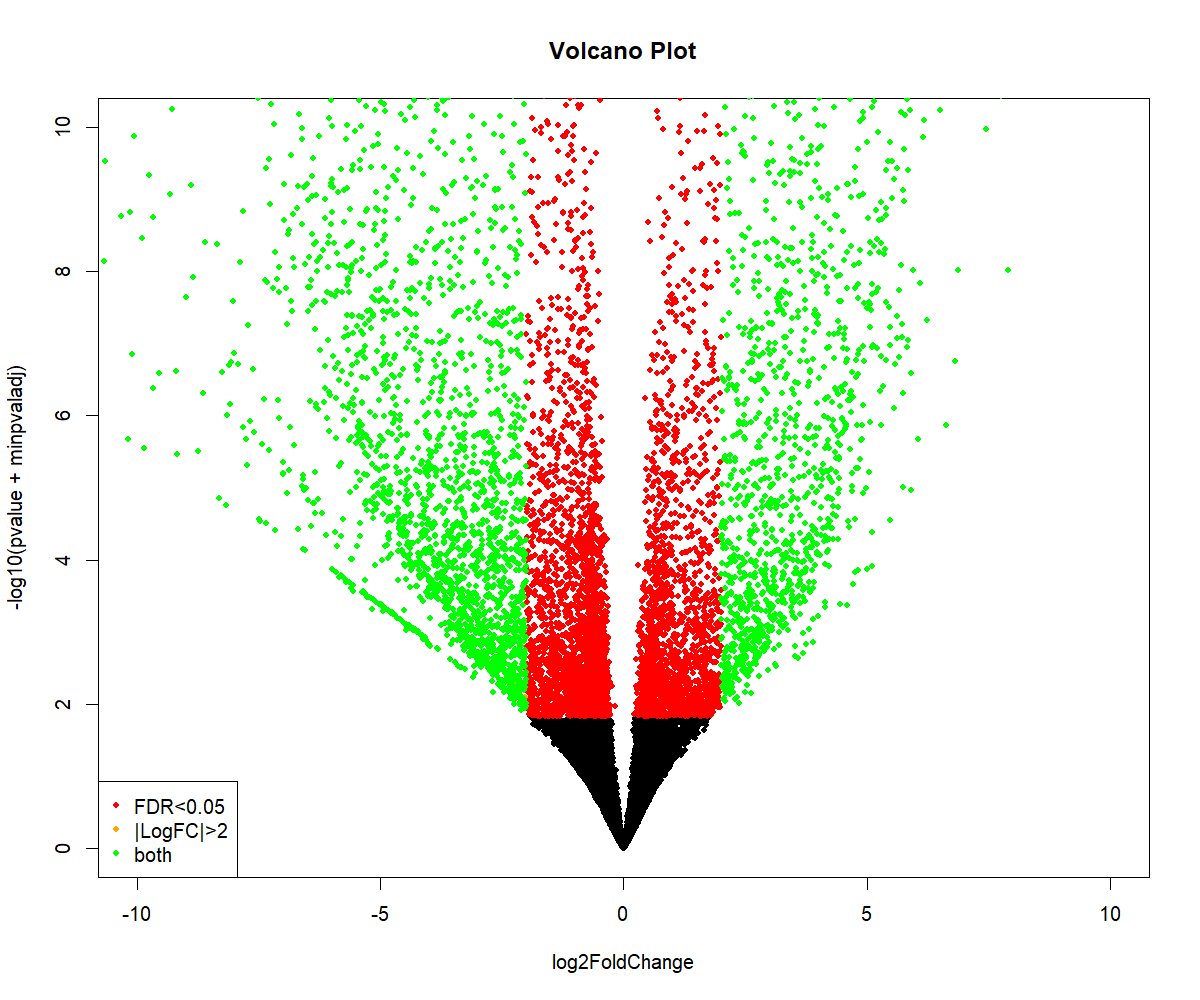 Volcano Plot
-log10(pvalue + minpvaladj)
10
8
6
4
2
0
FDR<0.05
|LogFC|>2
both
-10
-5
0
5
10
log2FoldChange